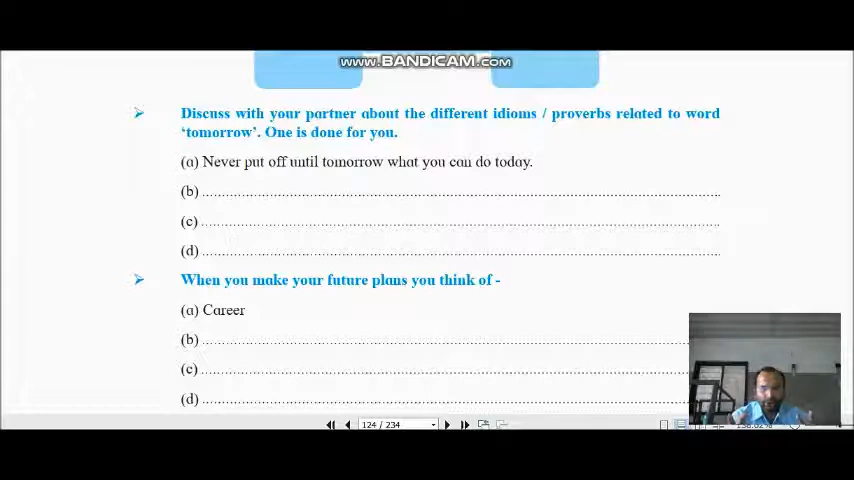 www.BANDICAM.com
Discuss with your partner about the different idioms / proverbs related to word
‘tomorrow’. One is done for you.
(a) Never put off until tomorrow what you can do today.
(b) ........................................
(c) ........................................
(d) ........................................
When you make your future plans you think of -
(a) Career
(b) ........................................
(c) ........................................
(d) ........................................
124 / 234